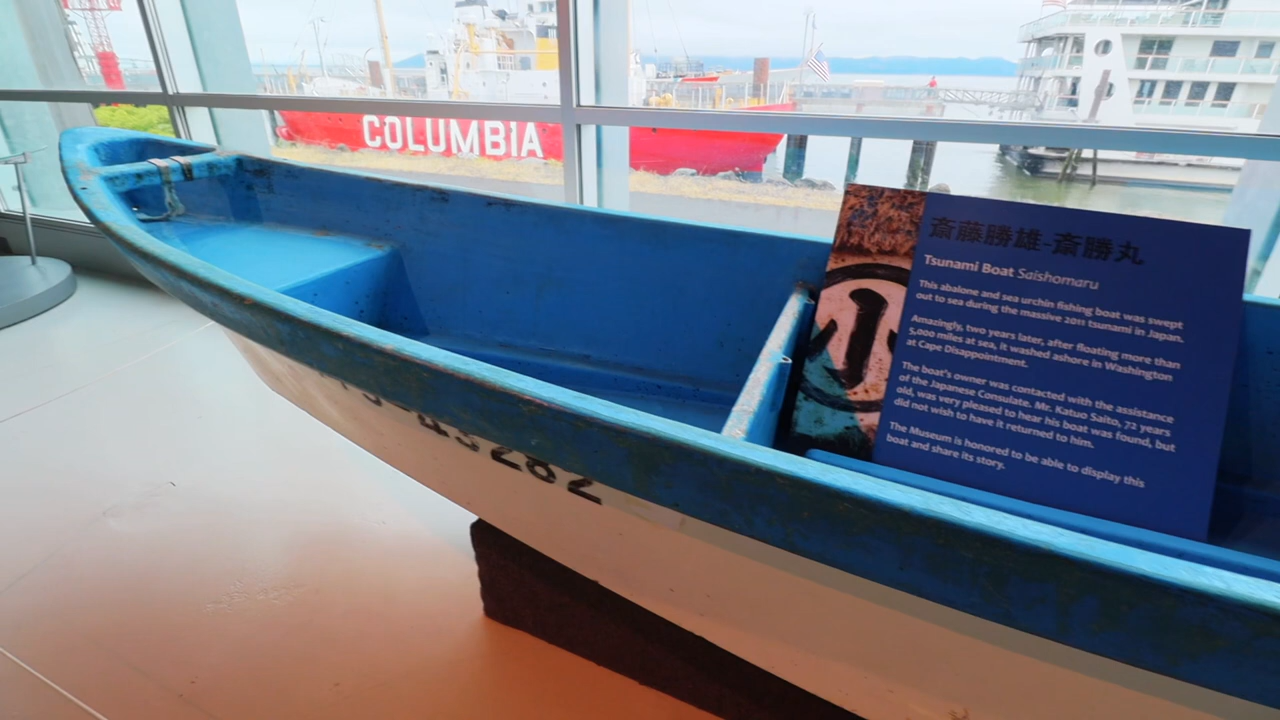 COLUMBIA
斎藤勝雄-斎勝丸
Tsunami Boat Saishomaru
This abalone and sea urchin fishing boat was swept
out to sea during the massive 2011 tsunami in Japan.
Amazingly, two years later, after floating more than
5,000 miles at sea, it washed ashore in Washington
at Cape Disappointment.
The boat's owner was contacted with the assistance
of the Japanese Consulate. Mr. Katuo Saito, 72 years
old, was very pleased to hear his boat was found, but
did not wish to have it returned to him.
The Museum is honored to be able to display this
boat and share its story.
小
43282